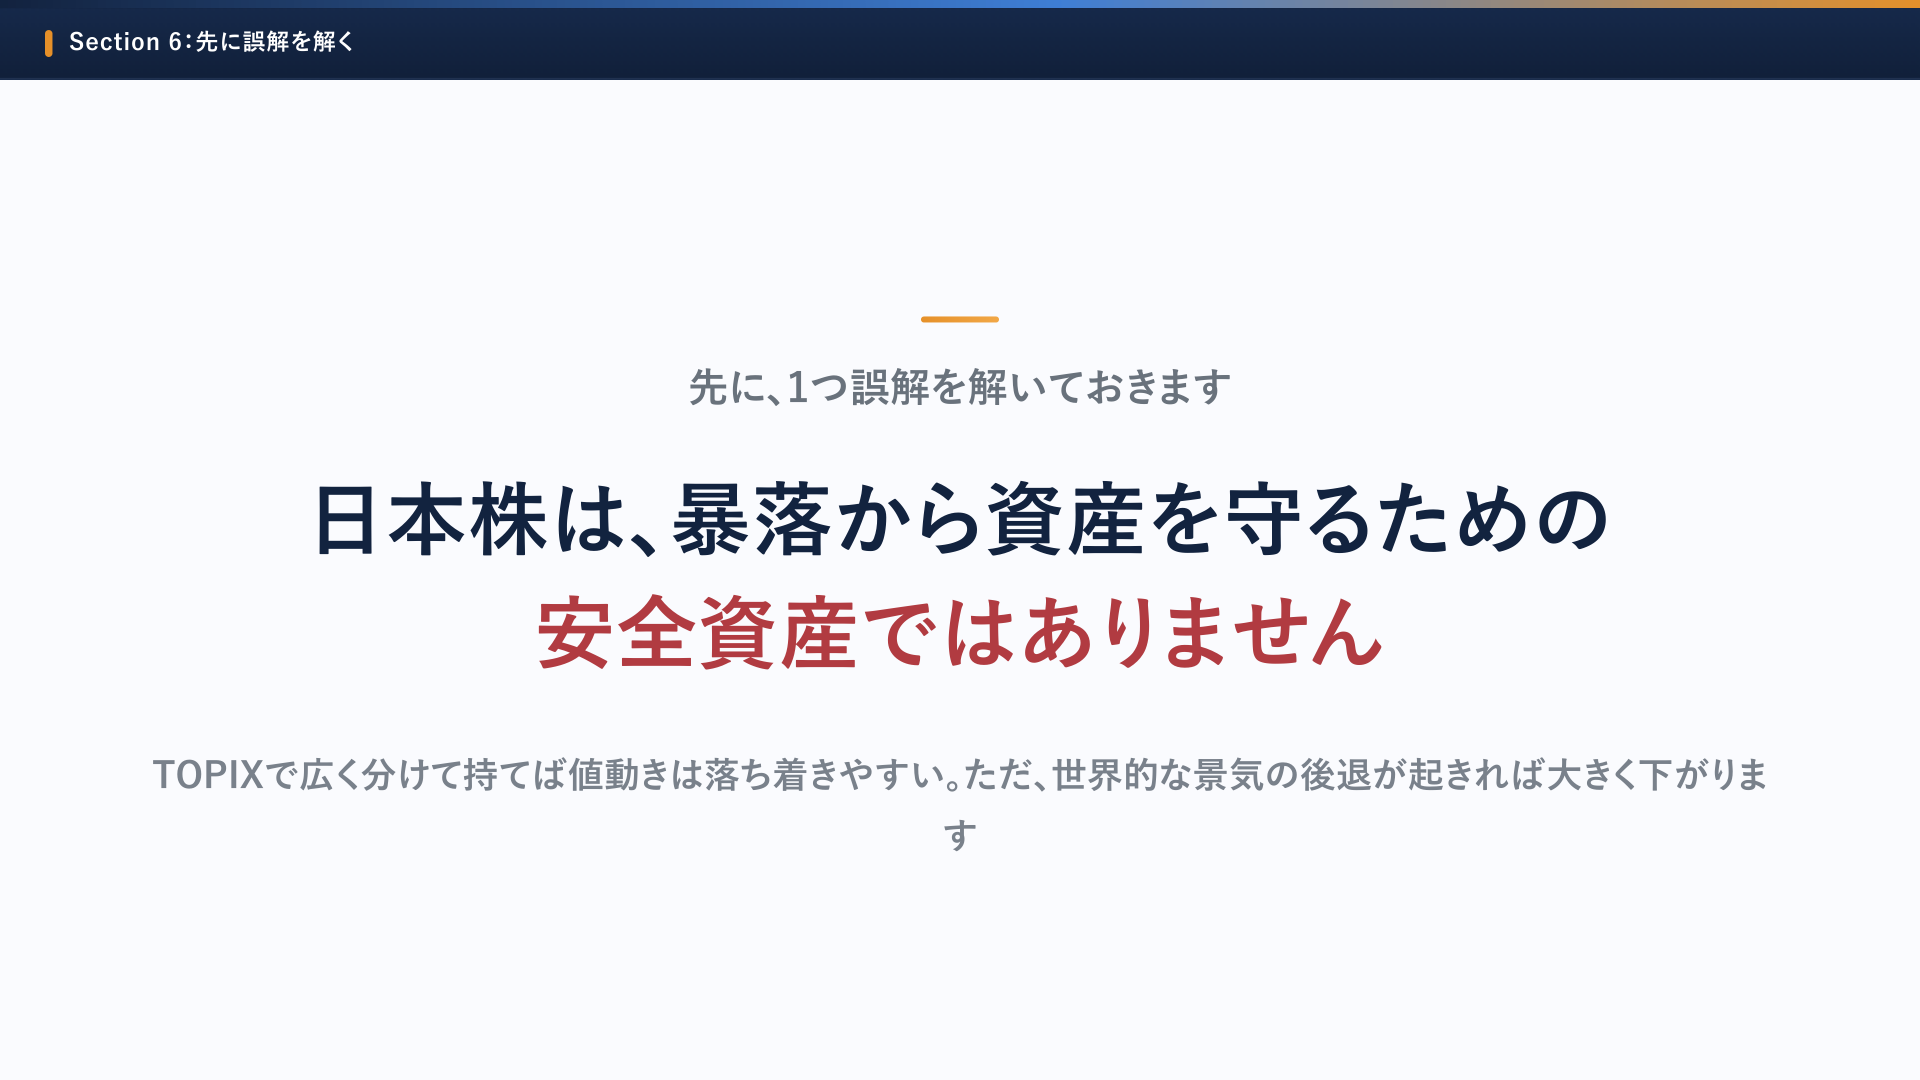 Section 6：先に誤解を解く
先に、1つ誤解を解いておきます
日本株は、暴落から資産を守るための
安全資産ではありません
TOPIXで広く分けて持てば値動きは落ち着きやすい。ただ、世界的な景気の後退が起きれば大きく下がりま
す